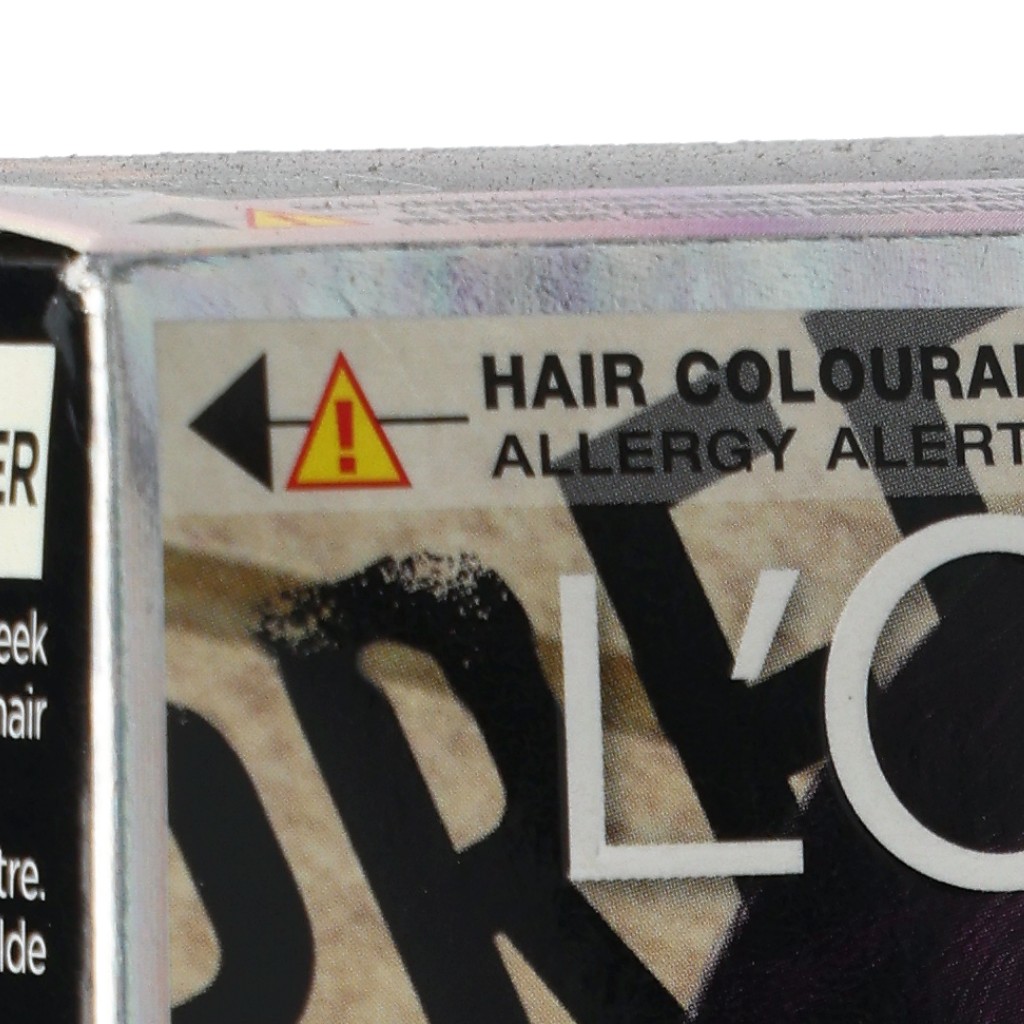 HAIR COLOURA
ALLERGY ALERT
L'O
ER
eek
hair
tre.
lde